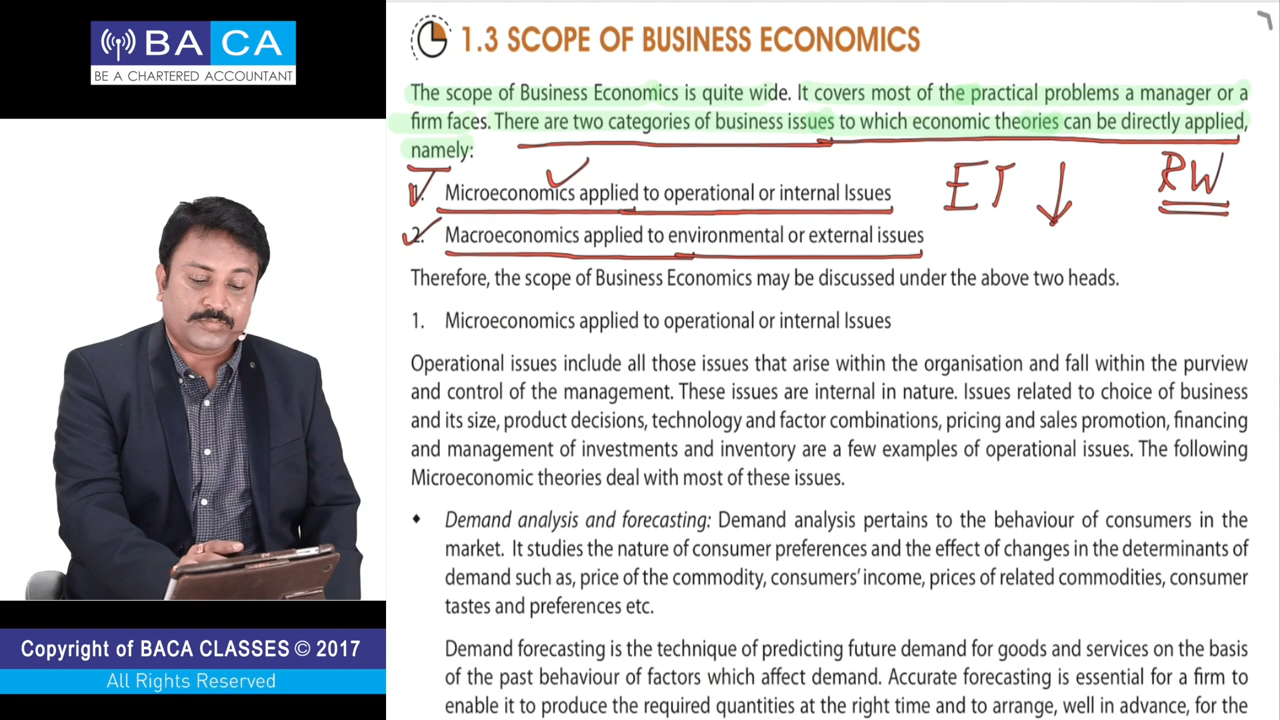 BA CA
BE A CHARTERED ACCOUNTANT
1.3 SCOPE OF BUSINESS ECONOMICS
The scope of Business Economics is quite wide. It covers most of the practical problems a manager or a
firm faces. There are two categories of business issues to which economic theories can be directly applied,
namely:
1. Microeconomics applied to operational or internal Issues
ET RW
2. Macroeconomics applied to environmental or external issues
Therefore, the scope of Business Economics may be discussed under the above two heads.
1. Microeconomics applied to operational or internal Issues
Operational issues include all those issues that arise within the organisation and fall within the purview
and control of the management. These issues are internal in nature. Issues related to choice of business
and its size, product decisions, technology and factor combinations, pricing and sales promotion, financing
and management of investments and inventory are a few examples of operational issues. The following
Microeconomic theories deal with most of these issues.
♦ Demand analysis and forecasting: Demand analysis pertains to the behaviour of consumers in the
market. It studies the nature of consumer preferences and the effect of changes in the determinants of
demand such as, price of the commodity, consumers' income, prices of related commodities, consumer
tastes and preferences etc.
Demand forecasting is the technique of predicting future demand for goods and services on the basis
of the past behaviour of factors which affect demand. Accurate forecasting is essential for a firm to
enable it to produce the required quantities at the right time and to arrange, well in advance, for the
Copyright of BACA CLASSES © 2017
All Rights Reserved